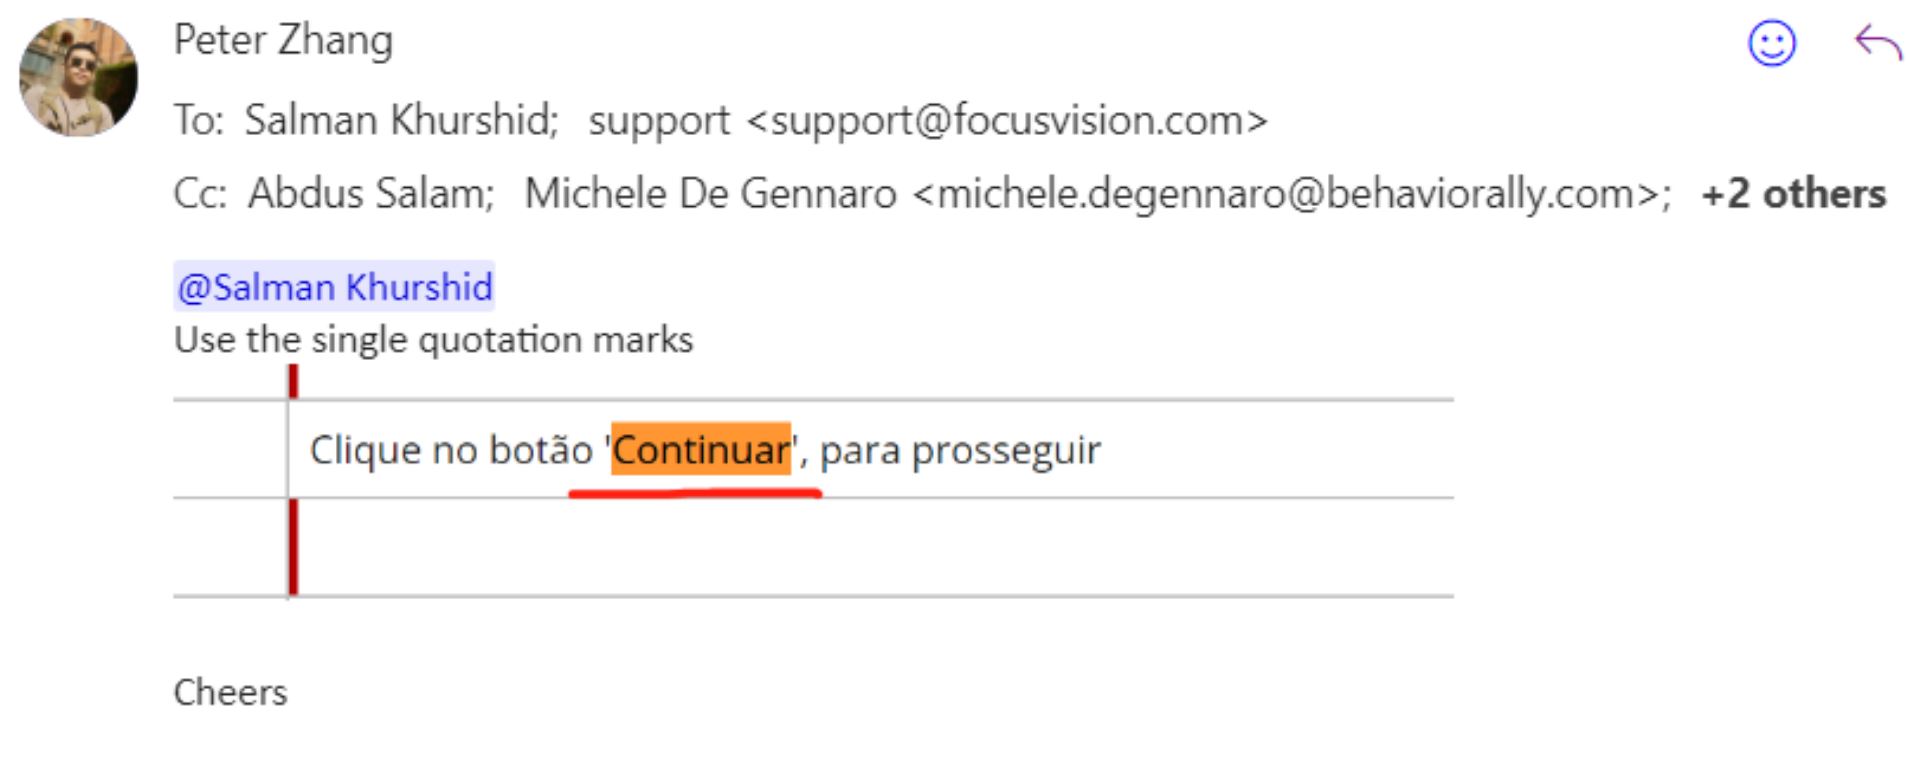 Peter Zhang
To: Salman Khurshid; support <support@focusvision.com>
Cc: Abdus Salam; Michele De Gennaro <michele.degennaro@behaviorally.com>; +2 others
@Salman Khurshid
Use the single quotation marks
Clique no botão 'Continuar', para prosseguir
Cheers